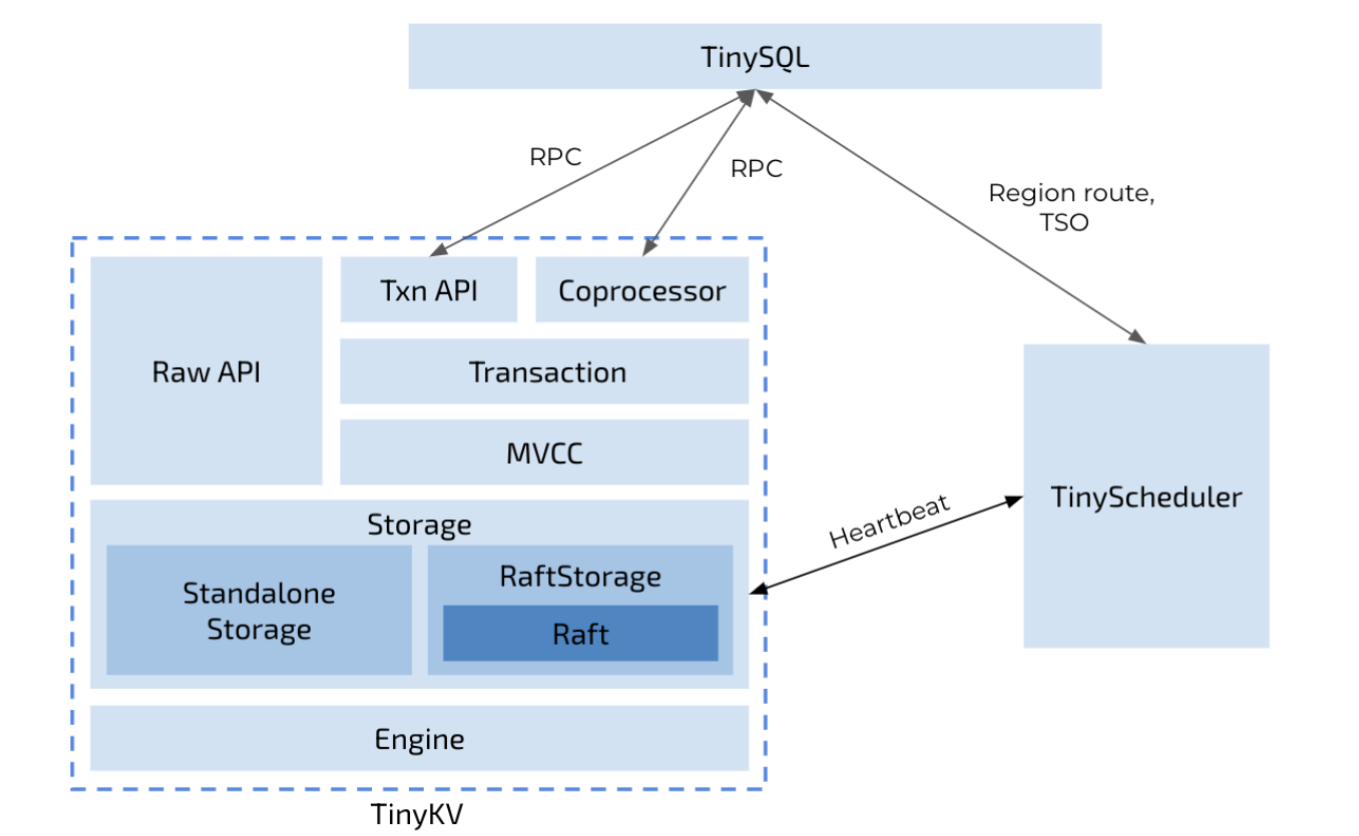 TinySQL
RPC
RPC
Region route,
TSO
Txn API
Coprocessor
Raw API
Transaction
MVCC
Storage
Standalone
Storage
RaftStorage
Raft
Heartbeat
TinyScheduler
Engine
TinyKV